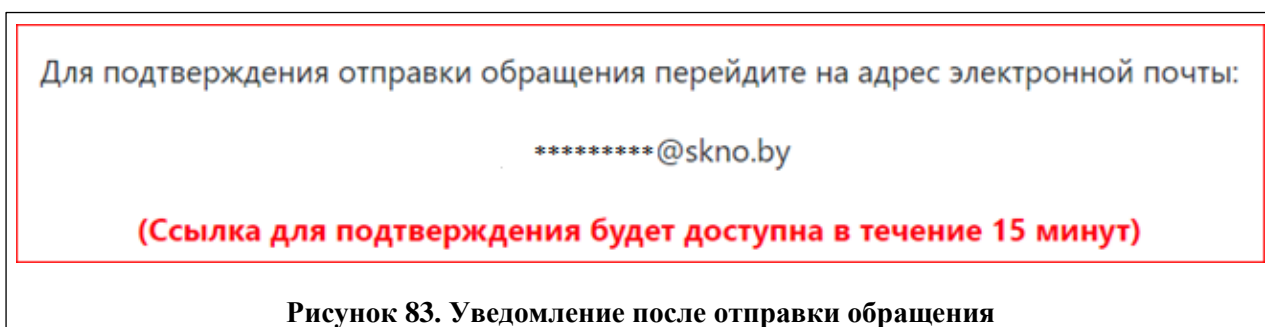 Для подтверждения отправки обращения перейдите на адрес электронной почты:
*********@skno.by
(Ссылка для подтверждения будет доступна в течение 15 минут)
Рисунок 83. Уведомление после отправки обращения